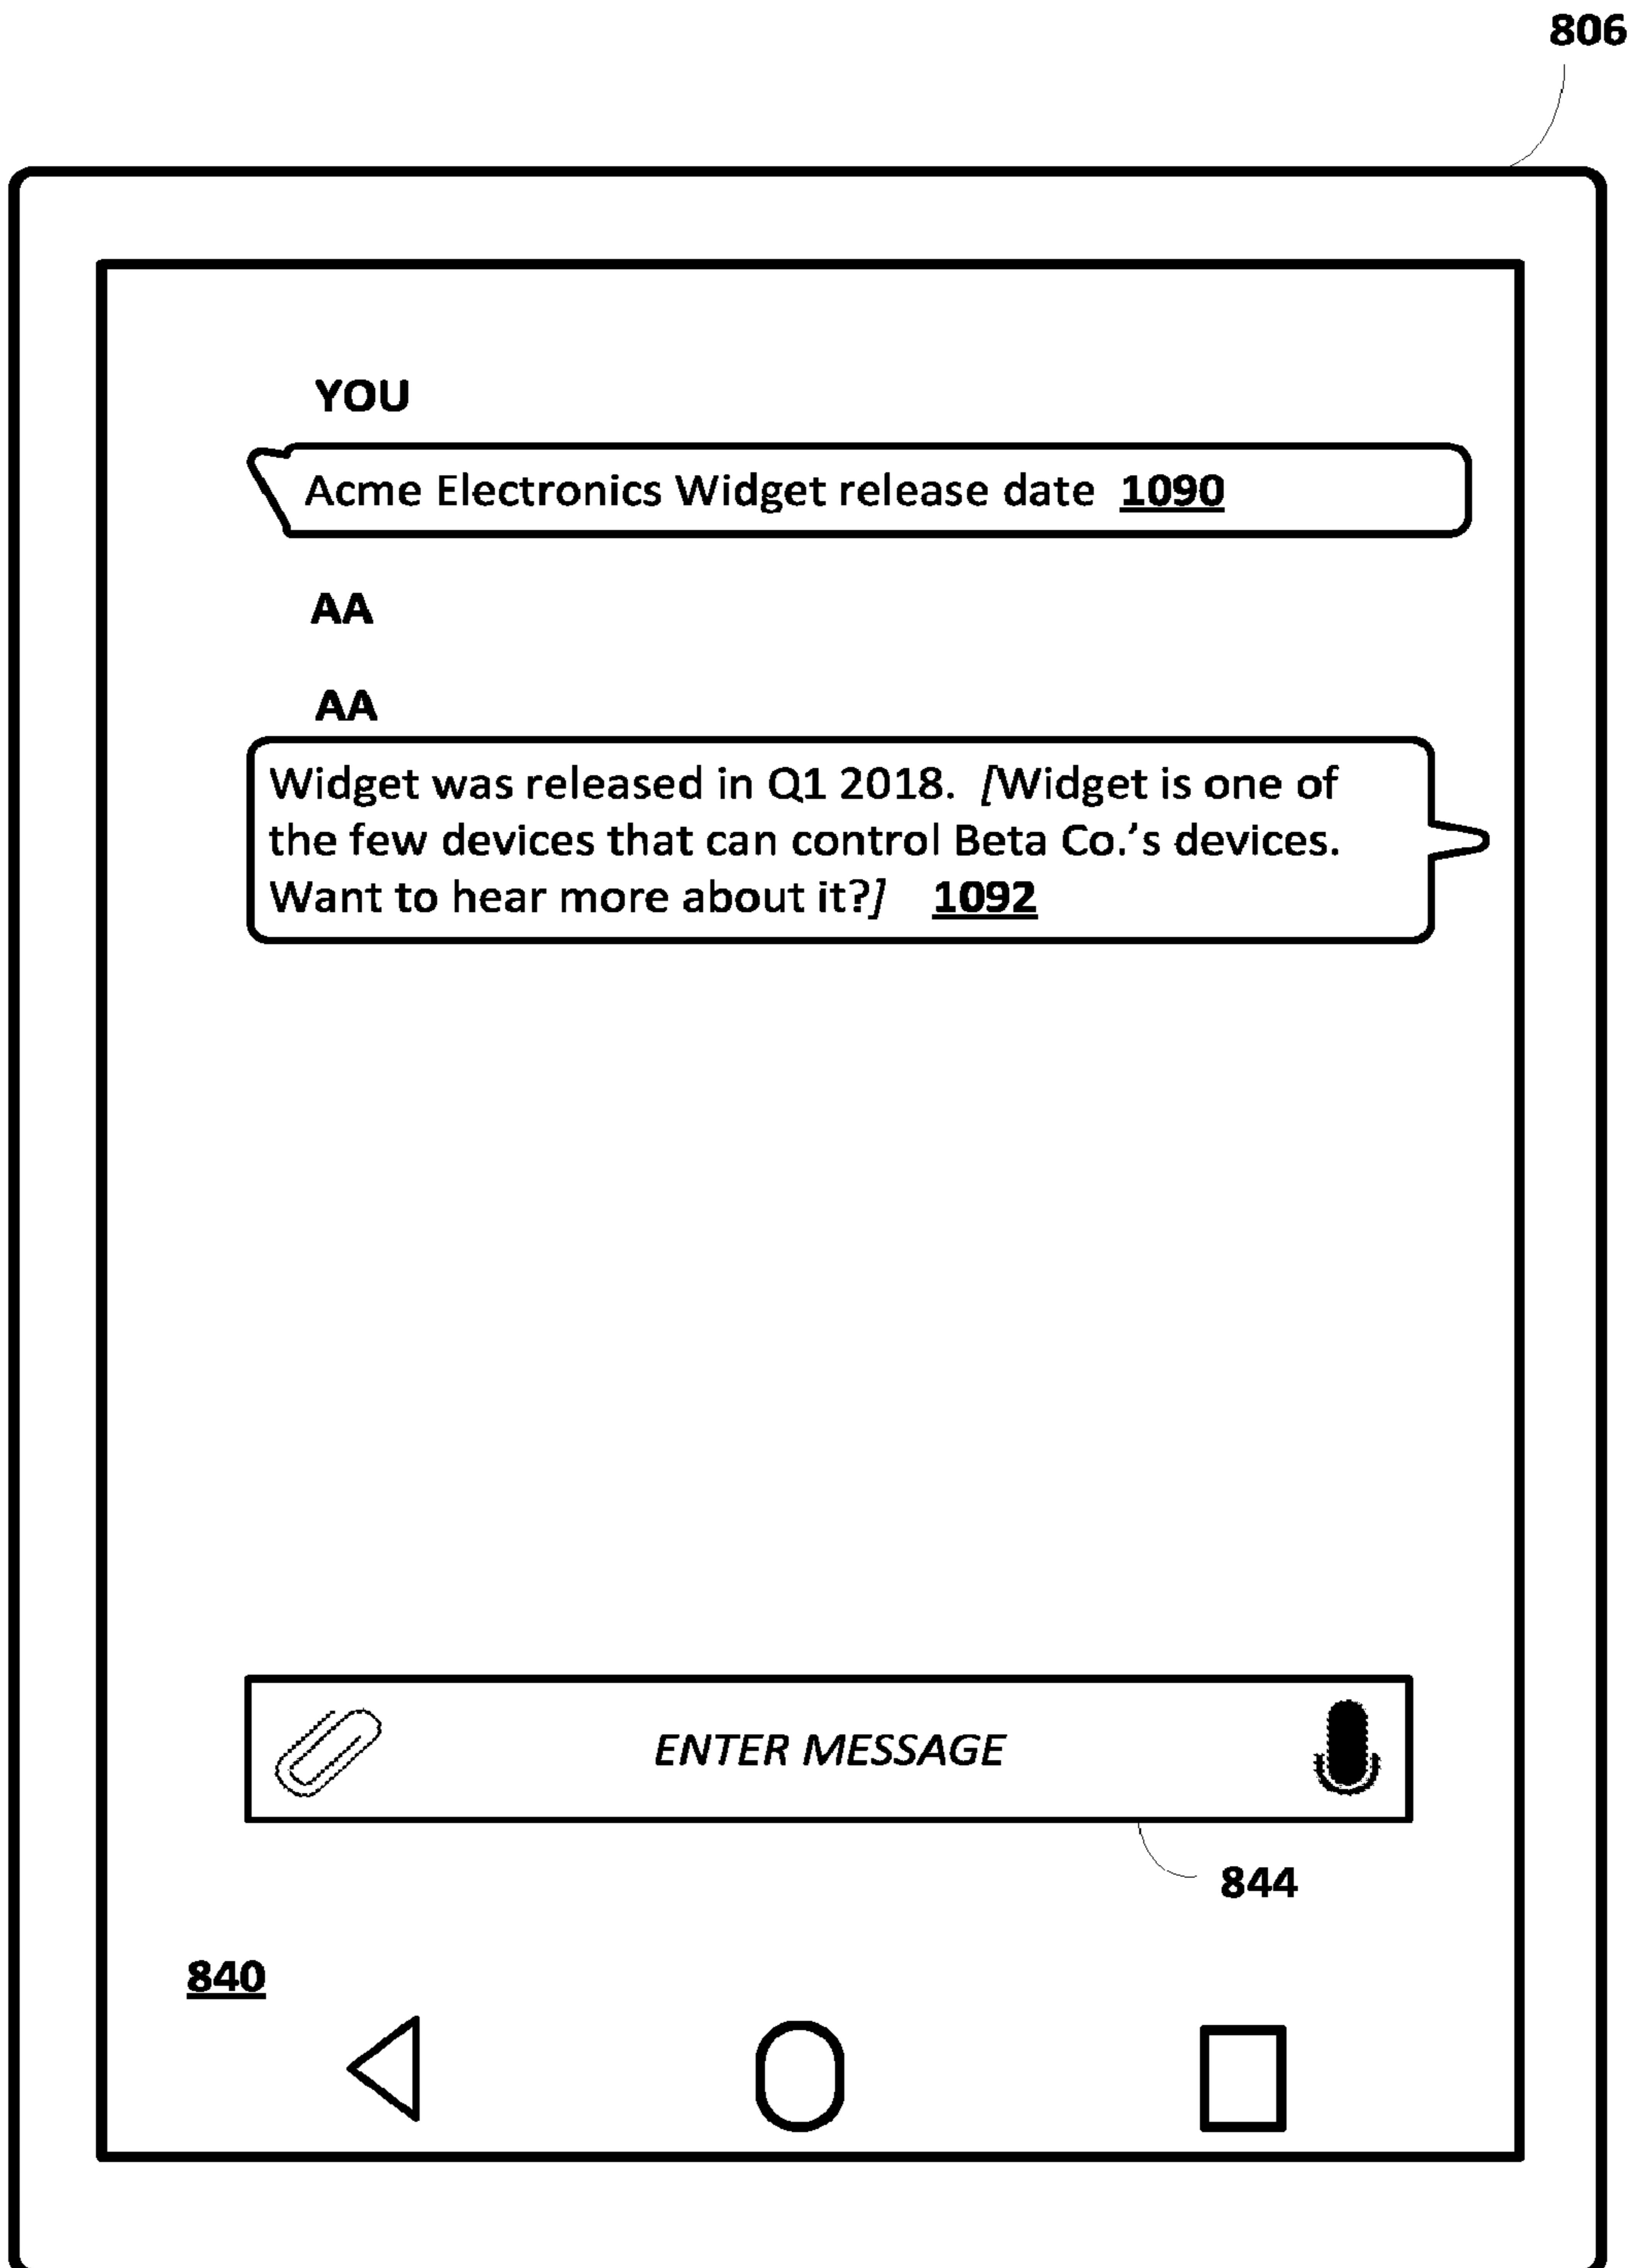 806
YOU
Acme Electronics Widget release date 1090
AA
AA
Widget was released in Q1 2018. [Widget is one of
the few devices that can control Beta Co.'s devices.
Want to hear more about it?] 1092
ENTER MESSAGE
844
840